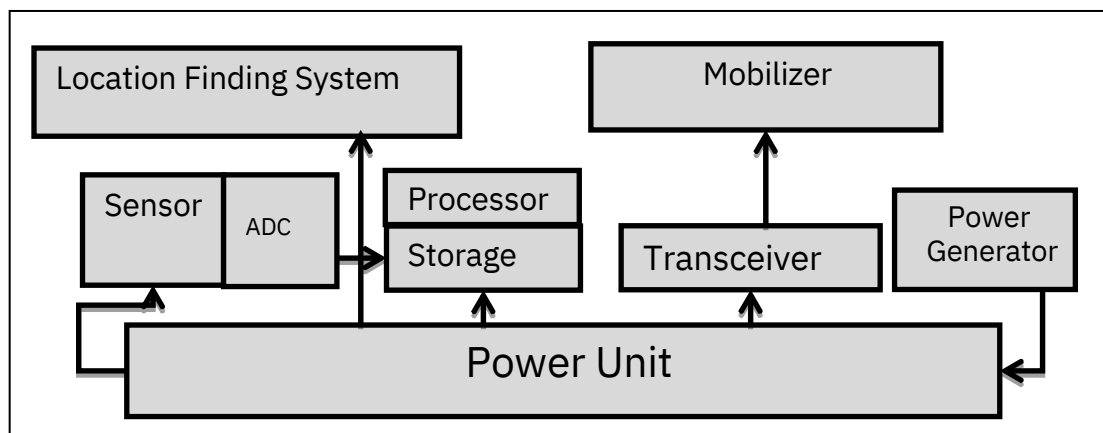 Location Finding System
Mobilizer
Sensor
ADC
Processor
Storage
Transceiver
Power
Generator
Power Unit